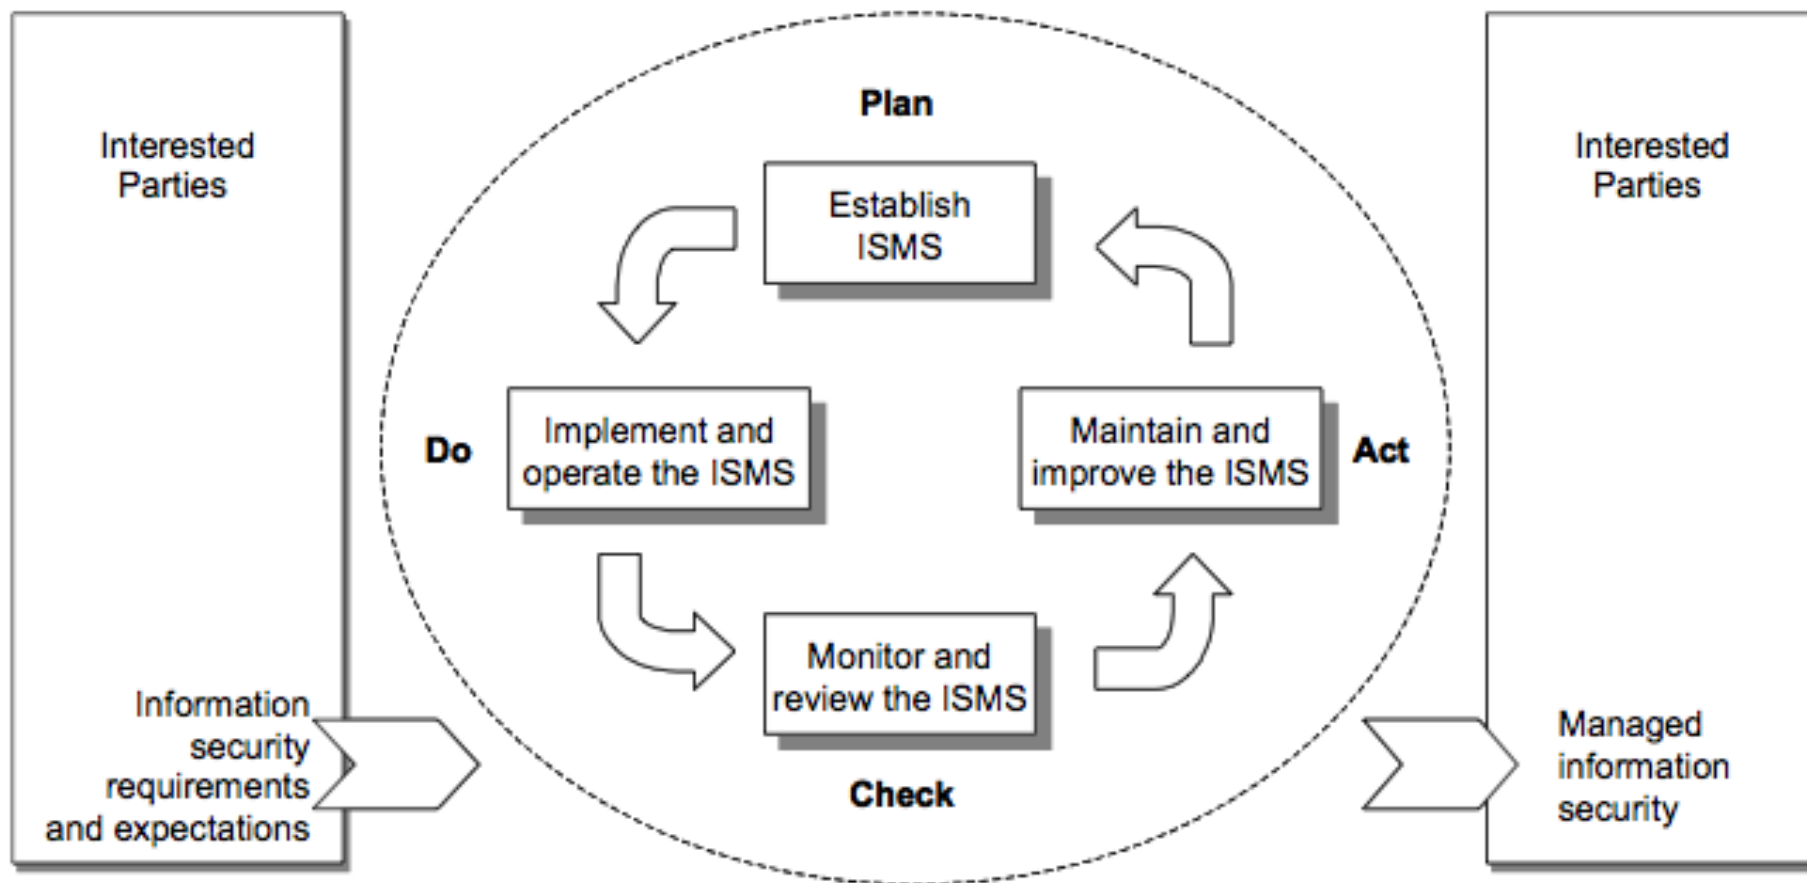 Interested
Parties
Information
security
requirements
and expectations
Plan
Establish
ISMS
Do
Implement and
operate the ISMS
Maintain and
improve the ISMS
Act
Monitor and
review the ISMS
Check
Interested
Parties
Managed
information
security